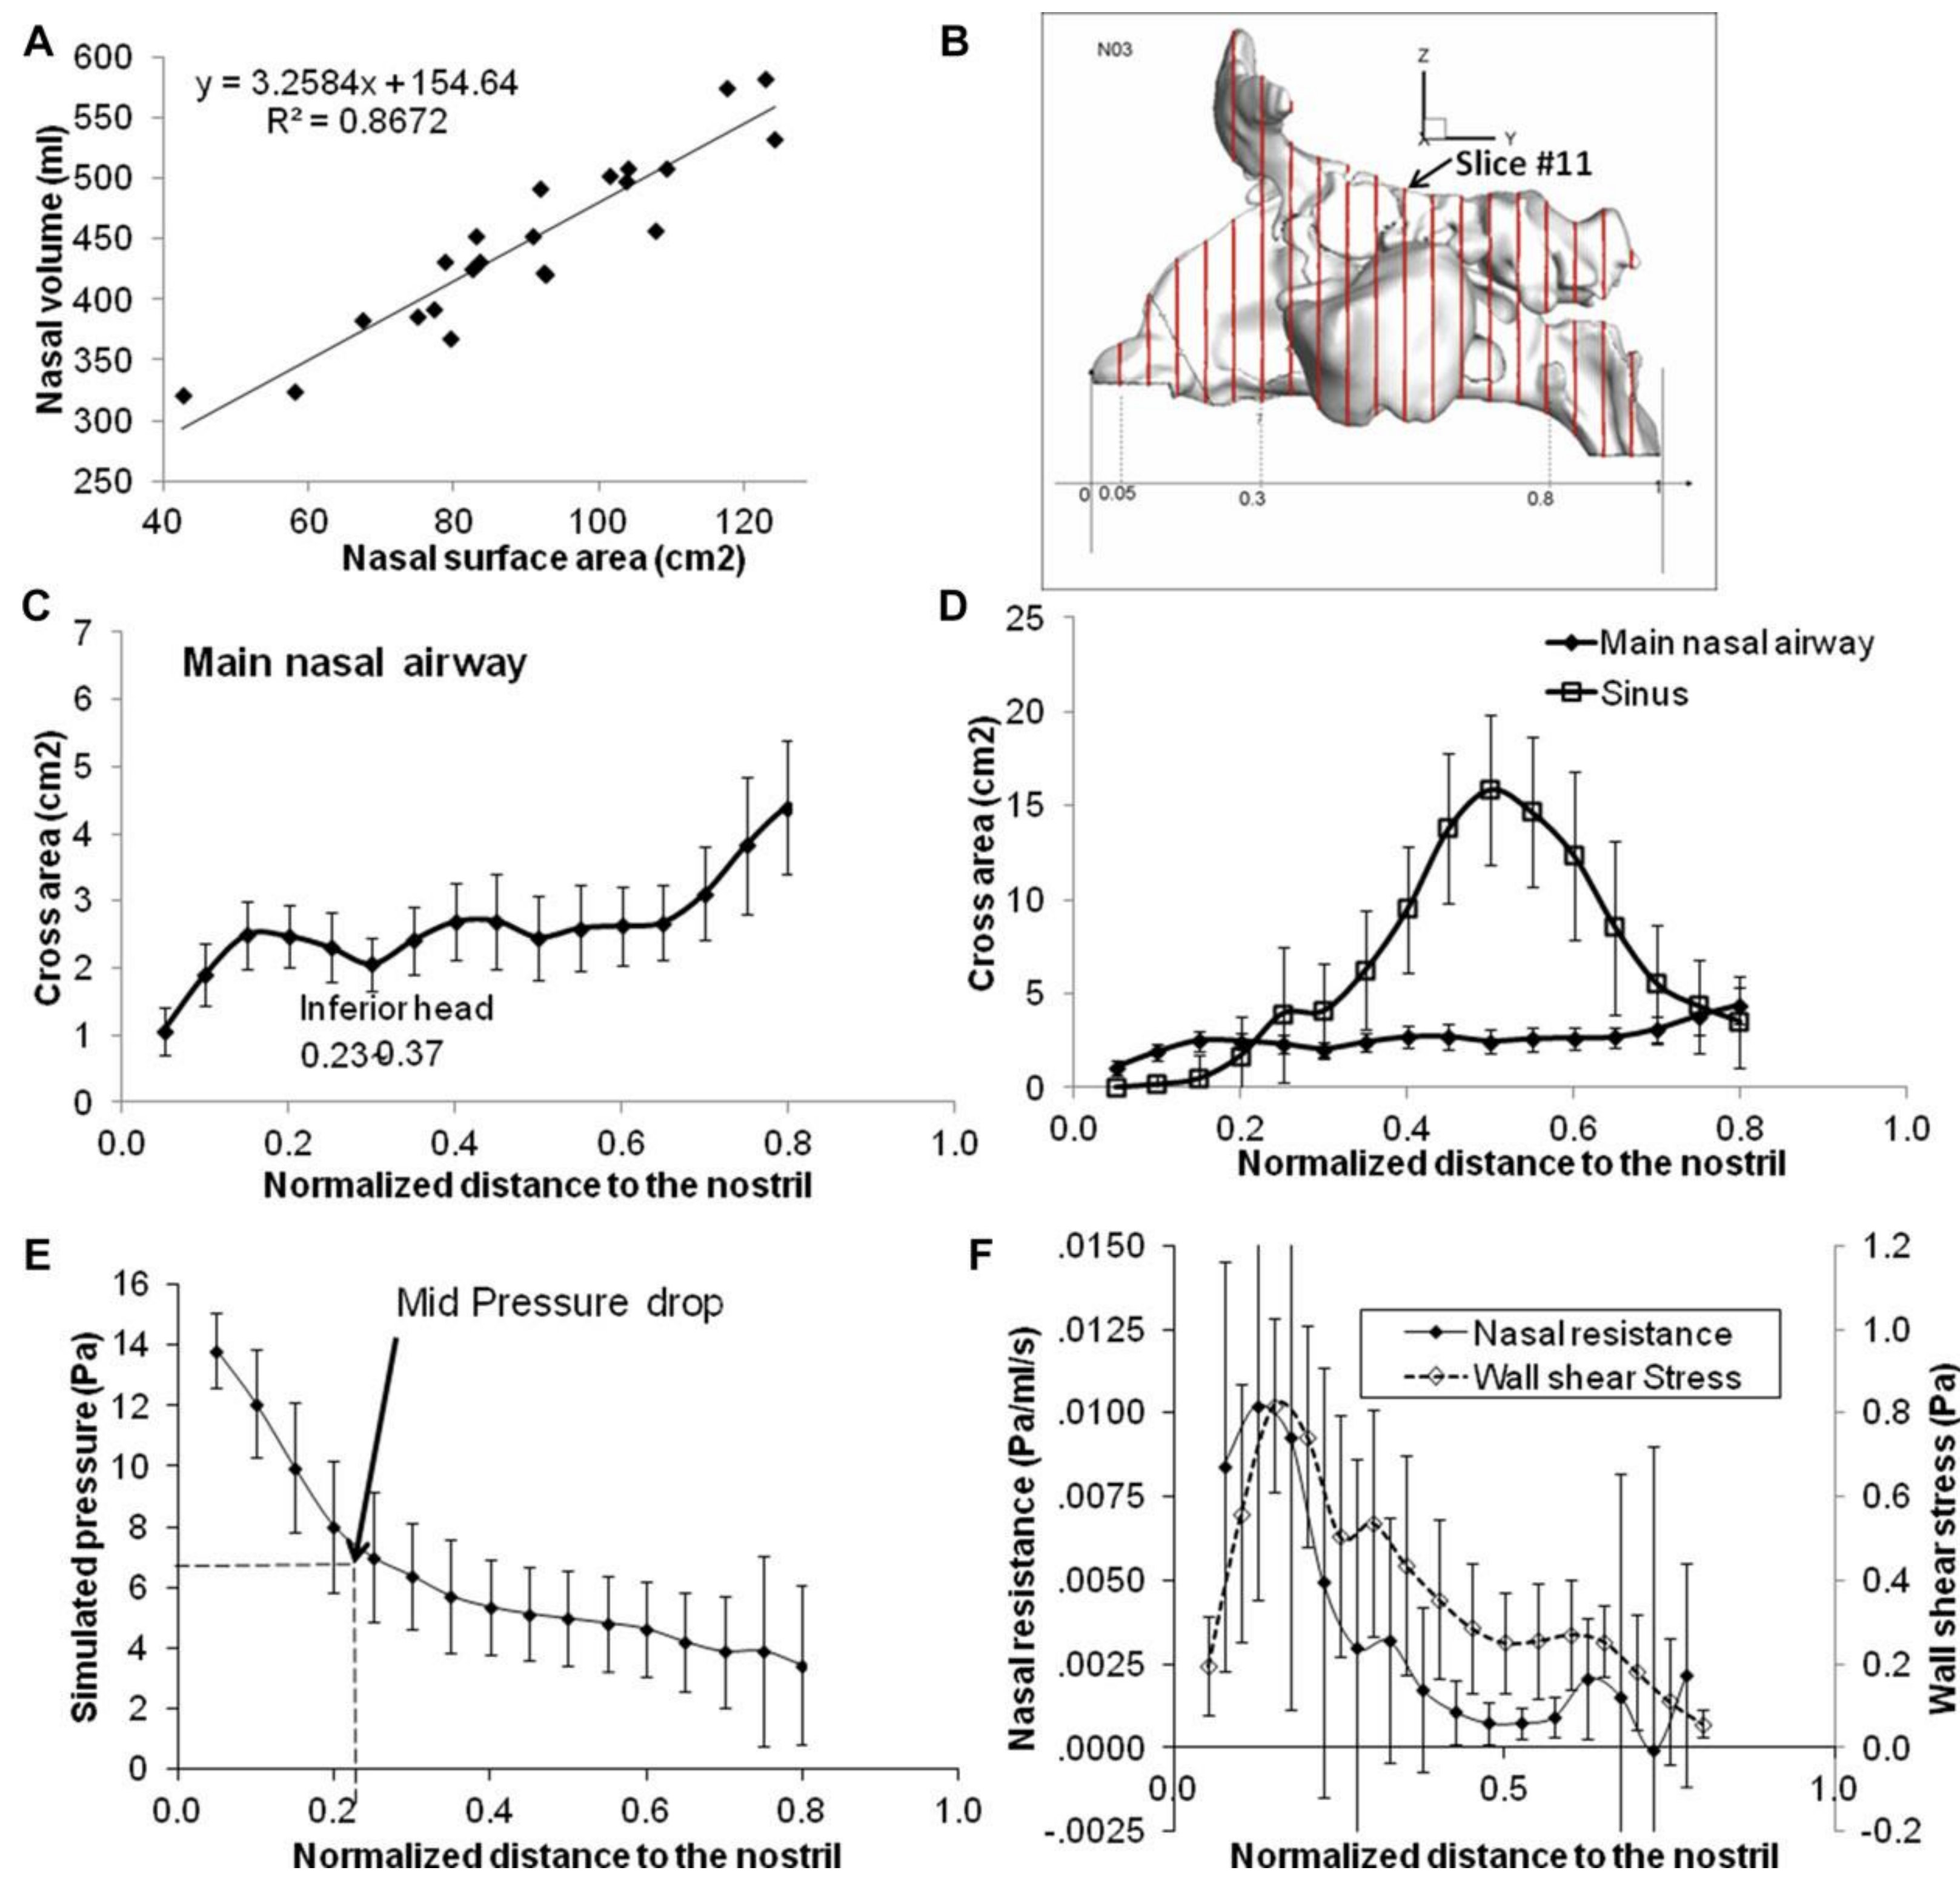 A
600
550
500
450
400
350
300
250
y = 3.2584x + 154.64
R² = 0.8672
Nasal volume (ml)
40 60 80 100 120
Nasal surface area (cm2)
B
N03
Z
X Y
Slice #11
7
0 0.05 0.3 0.8 1
C
7
6
5
4
3
2
1
0
Main nasal airway
Cross area (cm2)
Inferior head
0.23~0.37
0.0 0.2 0.4 0.6 0.8 1.0
Normalized distance to the nostril
D
25
20
15
10
5
0
Main nasal airway
Sinus
Cross area (cm2)
0.0 0.2 0.4 0.6 0.8 1.0
Normalized distance to the nostril
E
16
14
12
10
8
6
4
2
0
Mid Pressure drop
Simulated pressure (Pa)
0.0 0.2 0.4 0.6 0.8 1.0
Normalized distance to the nostril
F
.0150
.0125
.0100
.0075
.0050
.0025
.0000
-.0025
Nasal resistance (Pa/ml/s)
Nasal resistance
Wall shear Stress
1.2
1.0
0.8
0.6
0.4
0.2
0.0
-0.2
Wall shear stress (Pa)
0.0 0.5 1.0
Normalized distance to the nostril